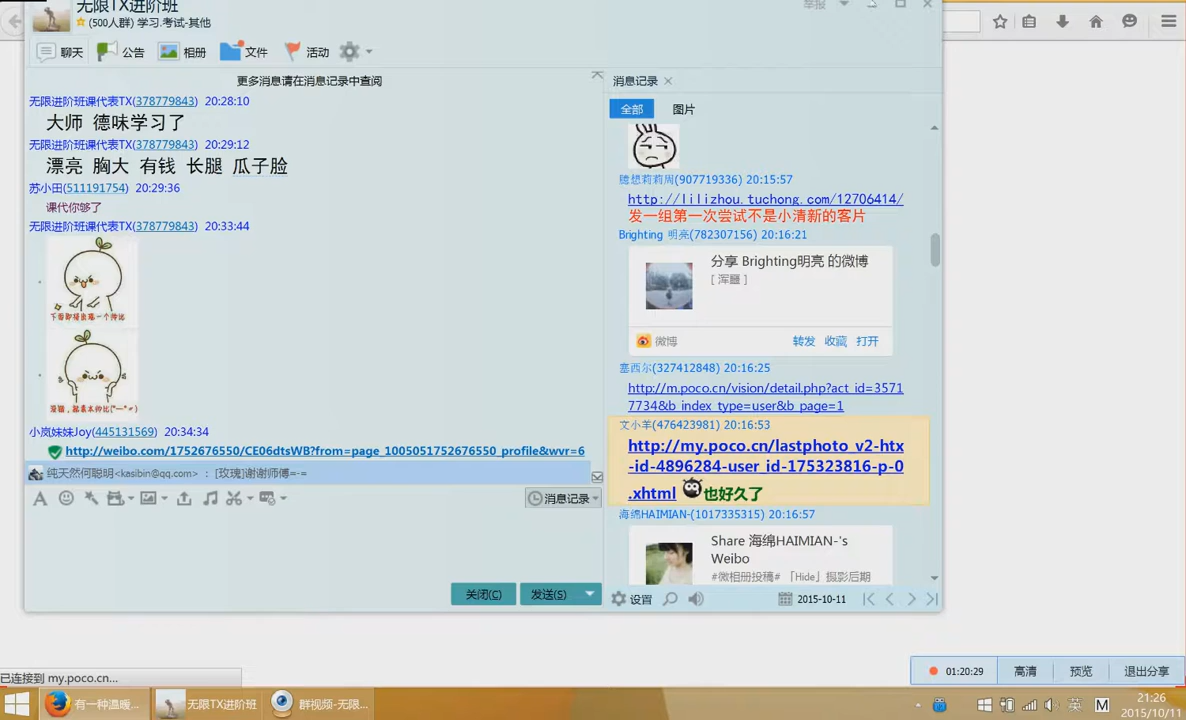 无限TX进阶班
(500人群) 学习.考试-其他
举报
聊天 公告 相册 文件 活动
更多消息请在消息记录中查阅
无限进阶班课代表TX(378779843) 20:28:10
大师 德味学习了
无限进阶班课代表TX(378779843) 20:29:12
漂亮 胸大 有钱 长腿 瓜子脸
苏小田(511191754) 20:29:36
课代你够了
无限进阶班课代表TX(378779843) 20:33:44
小岚妹妹Joy(445131569) 20:34:34
http://weibo.com/1752676550/CE06dtsWB?from=page_1005051752676550_profile&wvr=6
纯天然何聪明<kasibin@qq.com> : [玫瑰]谢谢师傅=-=
消息记录
关闭(C) 发送(S)
消息记录
全部 图片
臆想莉莉周(907719336) 20:15:57
http://lilizhou.tuchong.com/12706414/
发一组第一次尝试不是小清新的客片
Brighting 明亮(782307156) 20:16:21
分享 Brighting明亮 的微博
[ 浑噩 ]
微博 转发 收藏 打开
塞西尔(327412848) 20:16:25
http://m.poco.cn/vision/detail.php?act_id=3571
7734&b_index_type=user&b_page=1
文小羊(476423981) 20:16:53
http://my.poco.cn/lastphoto_v2-htx
-id-4896284-user_id-175323816-p-0
.xhtml 也好久了
海绵HAIMIAN-(1017335315) 20:16:57
Share 海绵HAIMIAN-'s
Weibo
#微相册投稿# 「Hide」摄影后期
设置 2015-10-11
已连接到 my.poco.cn...
01:20:29 高清 预览 退出分享
有一种温暖... 无限TX进阶班 群视频-无限...
英 M
21:26
2015/10/11